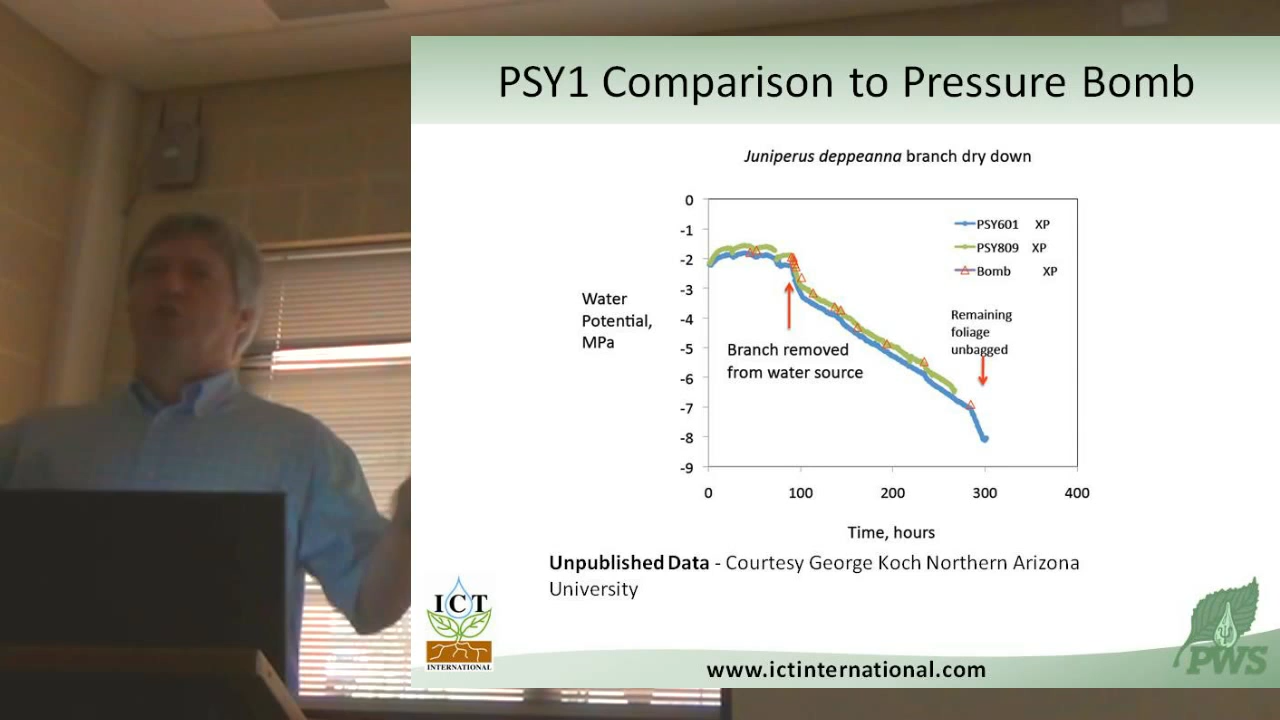 PSY1 Comparison to Pressure Bomb
Juniperus deppeanna branch dry down
0
-1
-2
-3
-4
-5
-6
-7
-8
-9
Water
Potential,
MPa
PSY601 XP
PSY809 XP
Bomb XP
Remaining
foliage
unbagged
Branch removed
from water source
0 100 200 300 400
Time, hours
Unpublished Data - Courtesy George Koch Northern Arizona
University
ICT
INTERNATIONAL
www.ictinternational.com
PWS